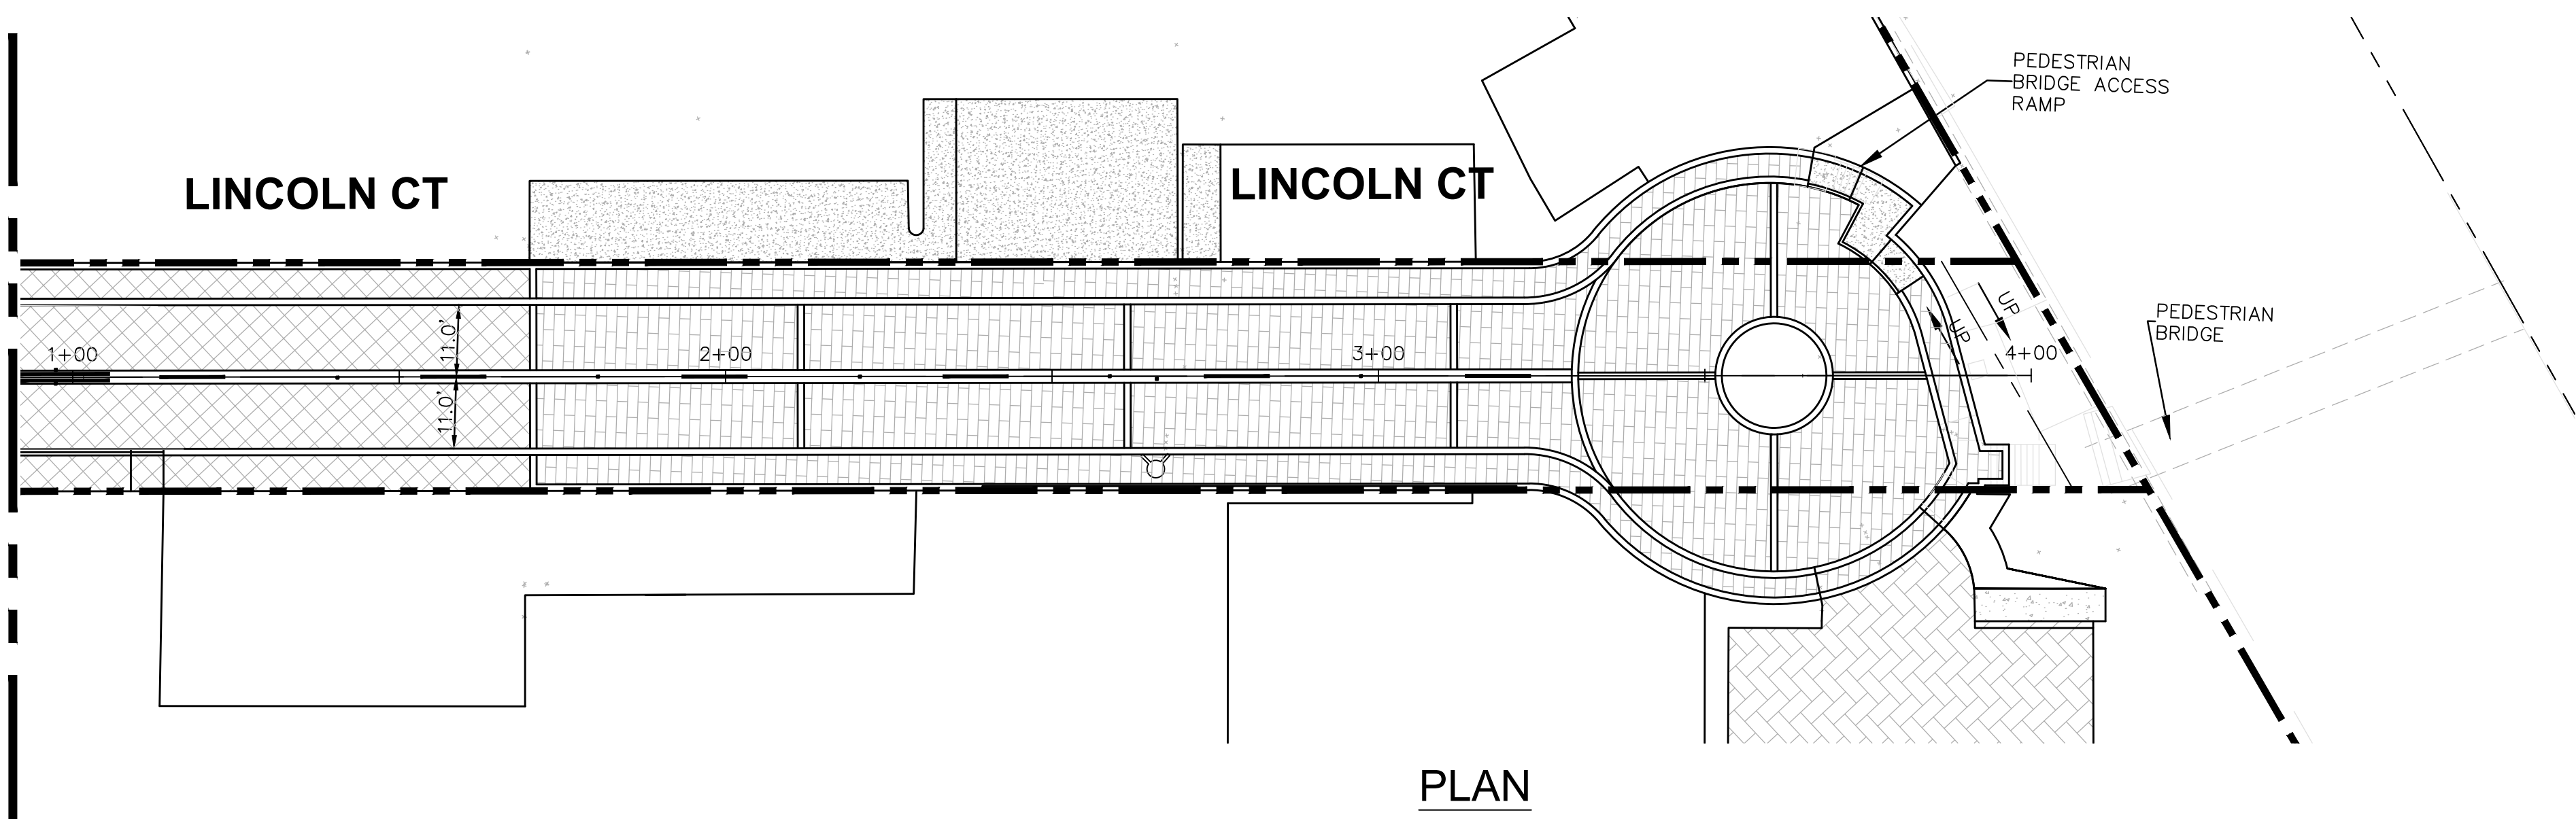 PEDESTRIAN
BRIDGE ACCESS
RAMP
LINCOLN CT
LINCOLN CT
UP
UP
PEDESTRIAN
BRIDGE
11.0'
1+00
2+00
3+00
4+00
11.0'
PLAN